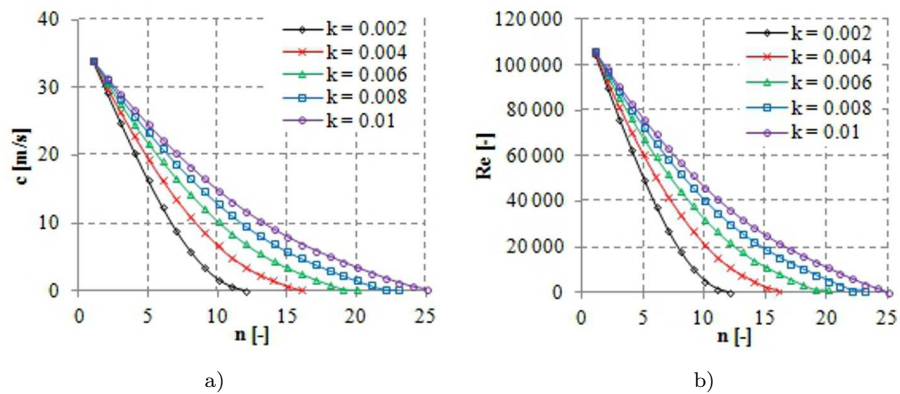 40
30
20
10
0
c [m/s]
0 5 10 15 20 25
n [-]
k = 0.002
k = 0.004
k = 0.006
k = 0.008
k = 0.01
a)
120 000
100 000
80 000
60 000
40 000
20 000
0
Re [-]
0 5 10 15 20 25
n [-]
k = 0.002
k = 0.004
k = 0.006
k = 0.008
k = 0.01
b)